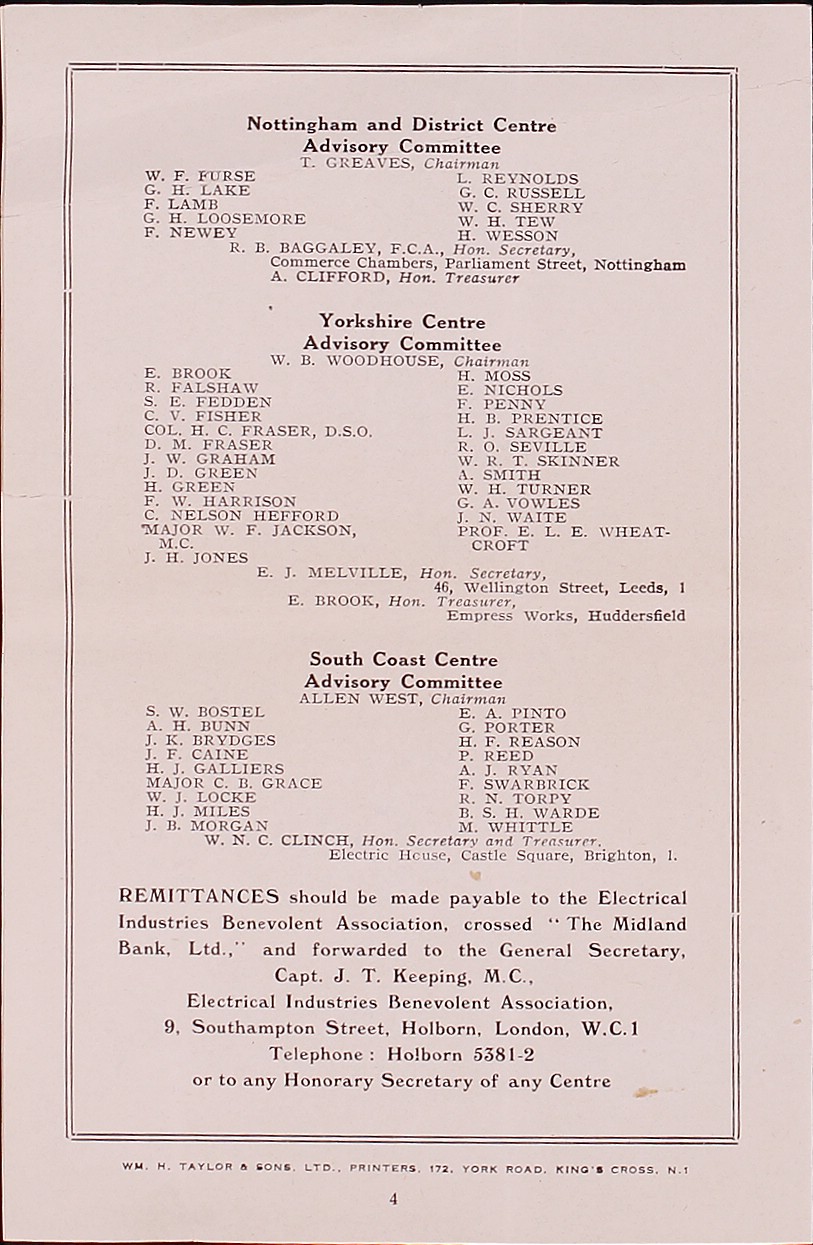 Nottingham and District Centre
Advisory Committee
T. GREAVES, Chairman
W. F. FURSE
G. H. LAKE
F. LAMB
G. H. LOOSEMORE
F. NEWEY
L. REYNOLDS
G. C. RUSSELL
W. C. SHERRY
W. H. TEW
H. WESSON
R. B. BAGGALEY, F.C.A., Hon. Secretary,
Commerce Chambers, Parliament Street, Nottingham
A. CLIFFORD, Hon. Treasurer
Yorkshire Centre
Advisory Committee
W. B. WOODHOUSE, Chairman
E. BROOK
R. FALSHAW
S. E. FEDDEN
C. V. FISHER
COL. H. C. FRASER, D.S.O.
D. M. FRASER
J. W. GRAHAM
J. D. GREEN
H. GREEN
F. W. HARRISON
C. NELSON HEFFORD
MAJOR W. F. JACKSON,
M.C.
J. H. JONES
H. MOSS
E. NICHOLS
F. PENNY
H. B. PRENTICE
L. J. SARGEANT
R. O. SEVILLE
W. R. T. SKINNER
A. SMITH
W. H. TURNER
G. A. VOWLES
J. N. WAITE
PROF. E. L. E. WHEAT-
CROFT
E. J. MELVILLE, Hon. Secretary,
46, Wellington Street, Leeds, 1
E. BROOK, Hon. Treasurer,
Empress Works, Huddersfield
South Coast Centre
Advisory Committee
ALLEN WEST, Chairman
S. W. BOSTEL
A. H. BUNN
J. K. BRYDGES
J. F. CAINE
H. J. GALLIERS
MAJOR C. B. GRACE
W. J. LOCKE
H. J. MILES
J. B. MORGAN
E. A. PINTO
G. PORTER
H. F. REASON
P. REED
A. J. RYAN
F. SWARBRICK
R. N. TORPY
B. S. H. WARDE
M. WHITTLE
W. N. C. CLINCH, Hon. Secretary and Treasurer.
Electric House, Castle Square, Brighton, 1.
REMITTANCES should be made payable to the Electrical
Industries Benevolent Association, crossed “ The Midland
Bank, Ltd.,” and forwarded to the General Secretary,
Capt. J. T. Keeping, M.C.,
Electrical Industries Benevolent Association,
9, Southampton Street, Holborn, London, W.C.1
Telephone : Holborn 5381-2
or to any Honorary Secretary of any Centre
WM. H. TAYLOR & SONS, LTD., PRINTERS, 172, YORK ROAD, KING'S CROSS, N.1
4